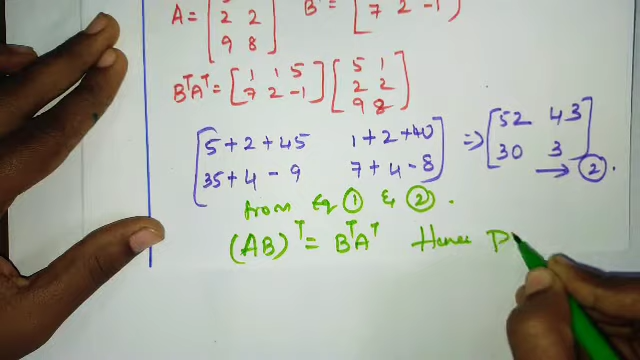 A = [ 2 2 9 8 ] B = [ 7 2 -1 ]
BᵀAᵀ = [ 1 1 5 7 2 -1 ] [ 5 1 2 2 9 8 ]
[ 5+2+45 1+2+40 35+4-9 7+4-8 ] => [ 52 43 30 3 ] → ②
from Eq ① & ② .
(AB)ᵀ = BᵀAᵀ Hence P